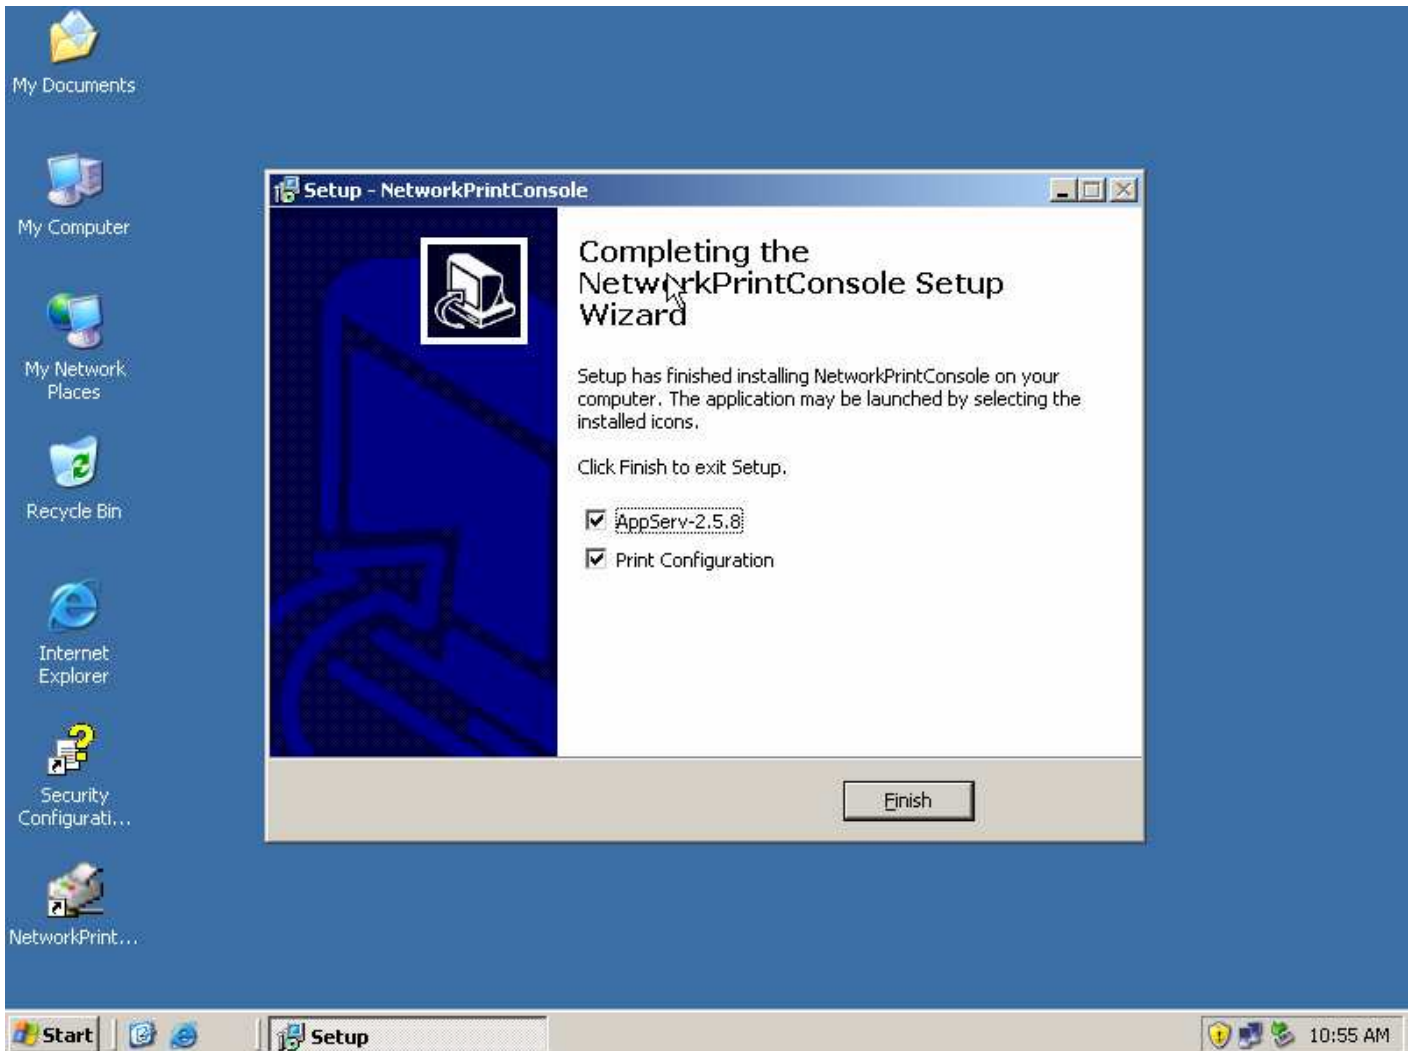 My Documents
My Computer
My Network
Places
Recycle Bin
Internet
Explorer
Security
Configurati...
NetworkPrint...
Setup - NetworkPrintConsole
Completing the
NetworkPrintConsole Setup
Wizard
Setup has finished installing NetworkPrintConsole on your
computer. The application may be launched by selecting the
installed icons.
Click Finish to exit Setup.
AppServ-2.5.8
Print Configuration
Finish
Start
Setup
10:55 AM